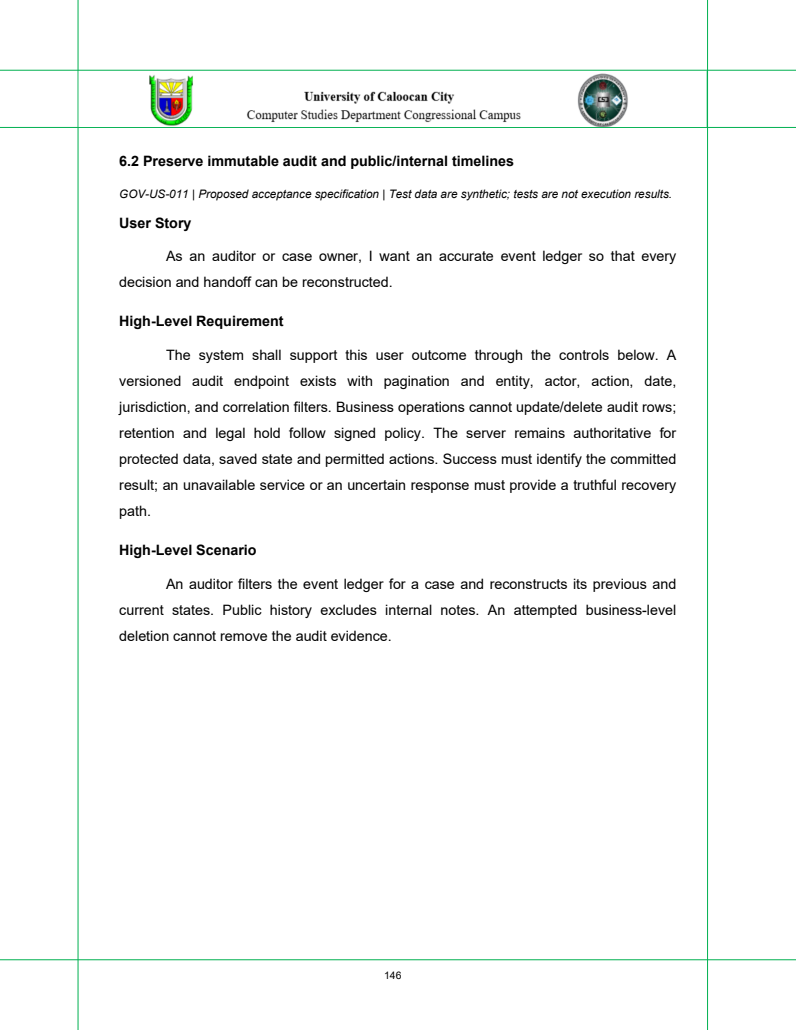 University of Caloocan City
Computer Studies Department Congressional Campus
6.2 Preserve immutable audit and public/internal timelines
GOV-US-011 | Proposed acceptance specification | Test data are synthetic; tests are not execution results.
User Story
As an auditor or case owner, I want an accurate event ledger so that every
decision and handoff can be reconstructed.
High-Level Requirement
The system shall support this user outcome through the controls below. A
versioned audit endpoint exists with pagination and entity, actor, action, date,
jurisdiction, and correlation filters. Business operations cannot update/delete audit rows;
retention and legal hold follow signed policy. The server remains authoritative for
protected data, saved state and permitted actions. Success must identify the committed
result; an unavailable service or an uncertain response must provide a truthful recovery
path.
High-Level Scenario
An auditor filters the event ledger for a case and reconstructs its previous and
current states. Public history excludes internal notes. An attempted business-level
deletion cannot remove the audit evidence.
146